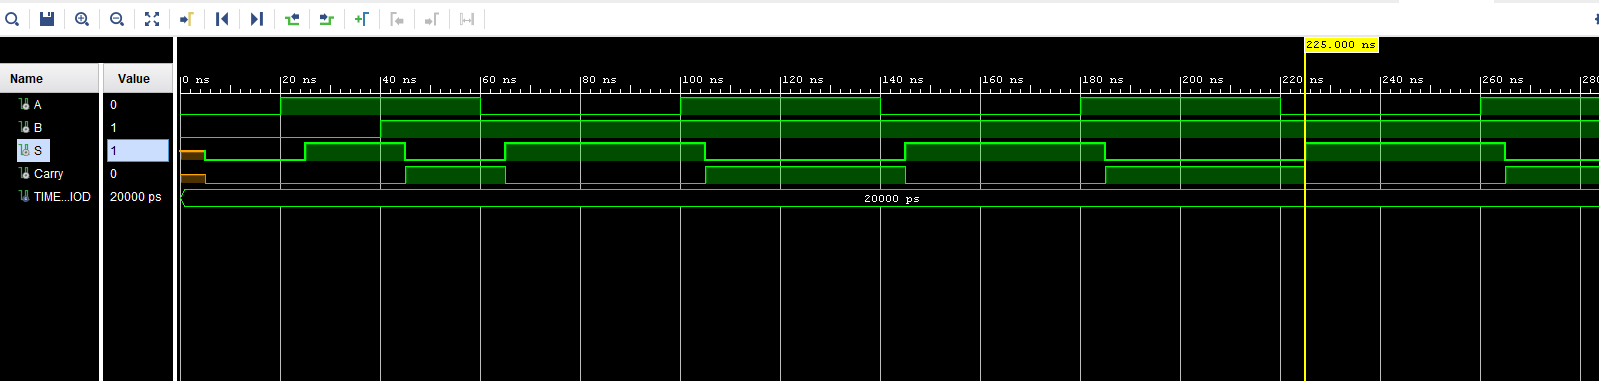 225.000 ns
Name Value
0 ns 20 ns 40 ns 60 ns 80 ns 100 ns 120 ns 140 ns 160 ns 180 ns 200 ns 220 ns 240 ns 260 ns 280
A 0
B 1
S 1
Carry 0
TIME...IOD 20000 ps 20000 ps